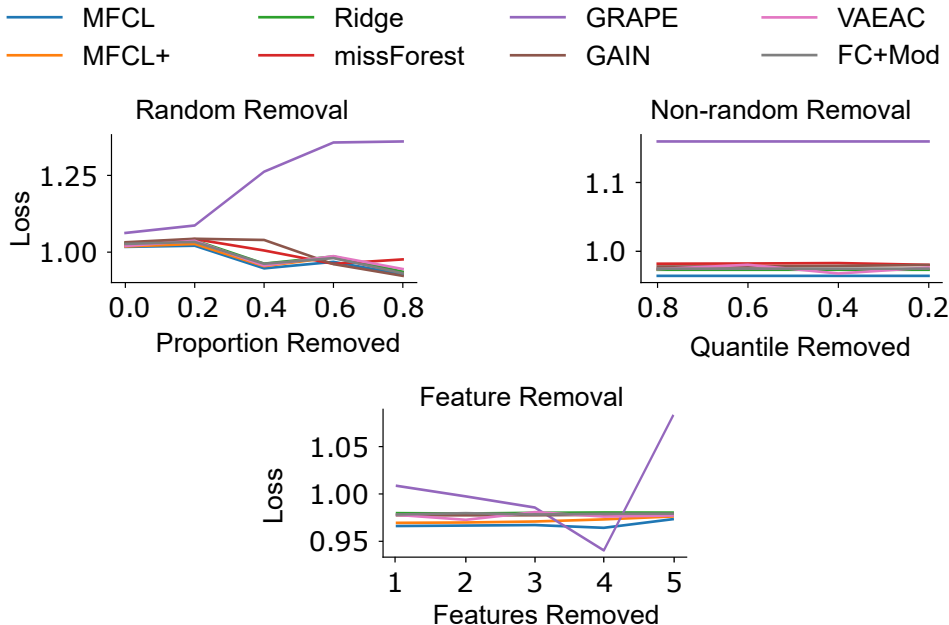 MFCL Ridge GRAPE VAEAC
MFCL+ missForest GAIN FC+Mod
Random Removal
1.25
1.00
Loss
0.0 0.2 0.4 0.6 0.8
Proportion Removed
Non-random Removal
1.1
1.0
0.8 0.6 0.4 0.2
Quantile Removed
Feature Removal
1.05
1.00
0.95
Loss
1 2 3 4 5
Features Removed